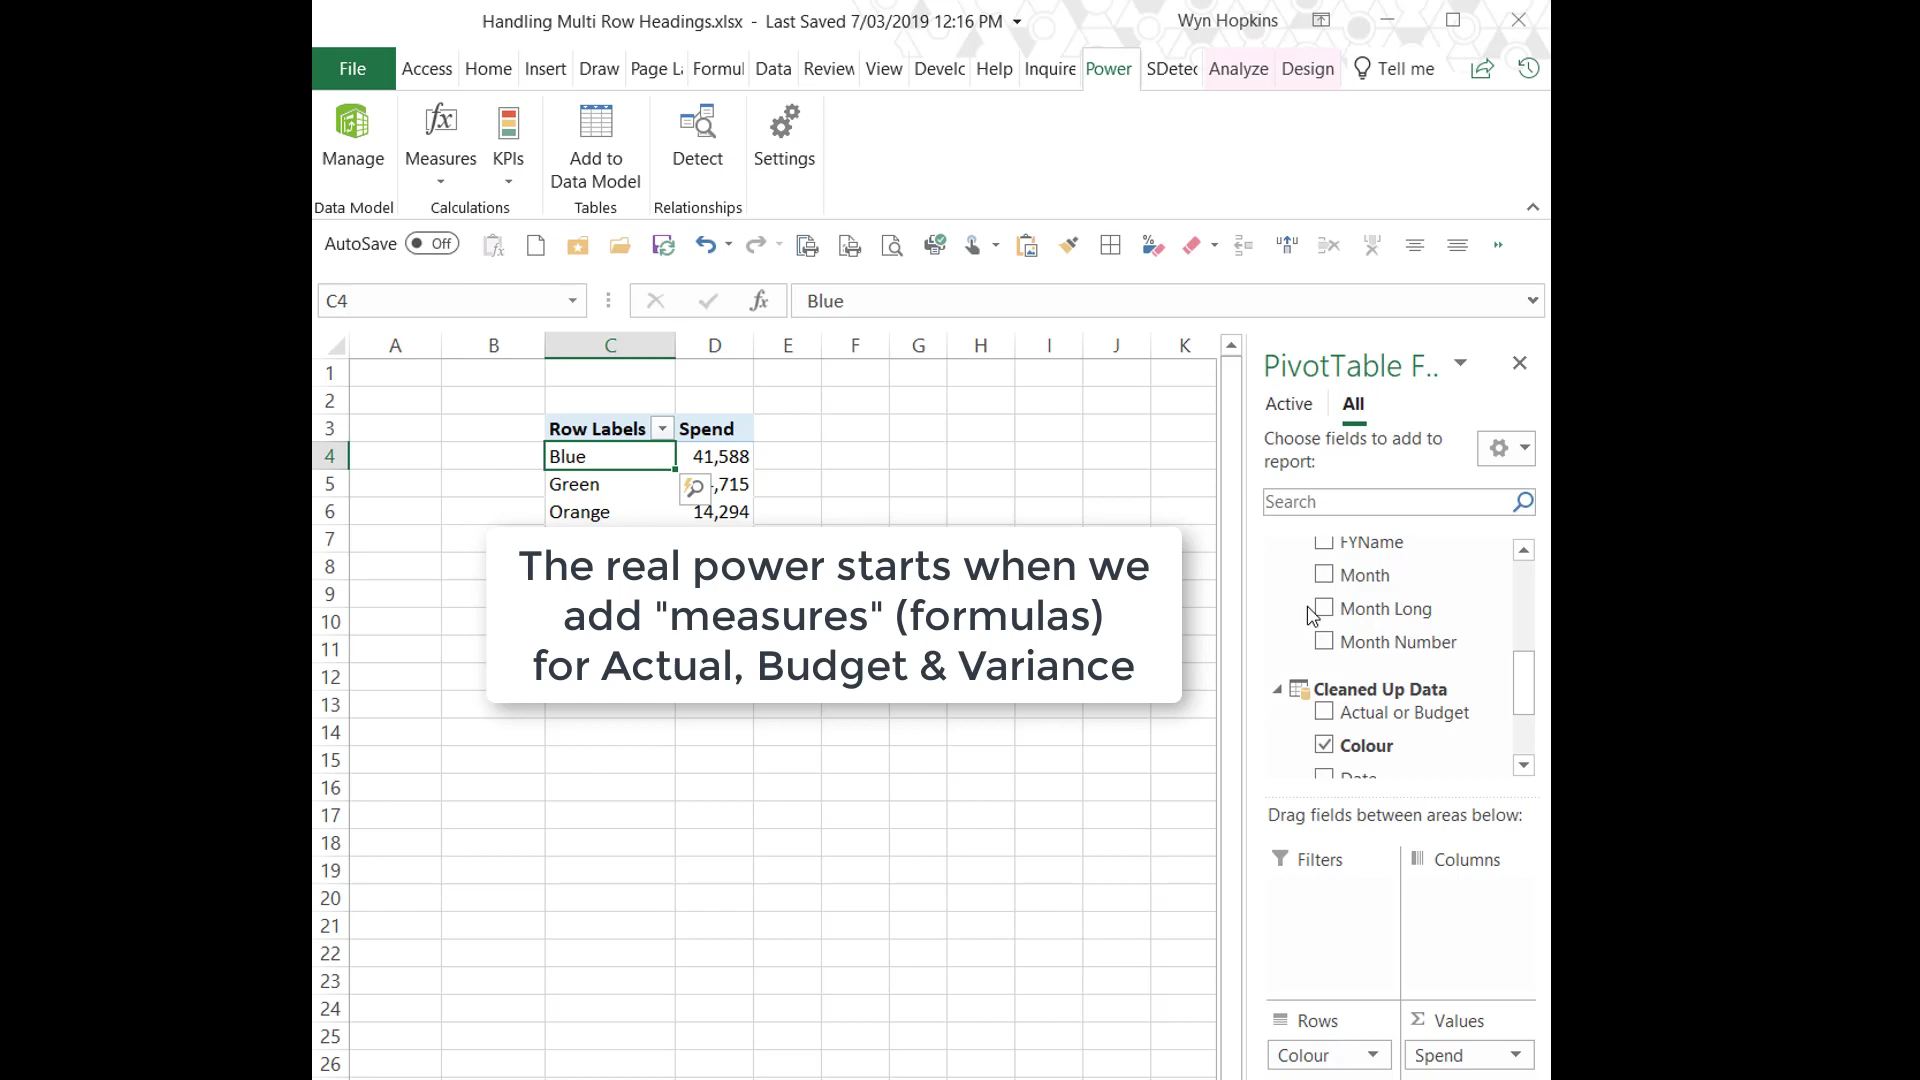 Handling Multi Row Headings.xlsx - Last Saved 7/03/2019 12:16 PM
Wyn Hopkins
File Access Home Insert Draw Page L Formul Data Review View Develo Help Inquire Power SDetec Analyze Design Tell me
Manage
Measures
KPIs
Add to
Data Model
Detect
Settings
Data Model
Calculations
Tables
Relationships
AutoSave Off
C4
fx
Blue
A B C D E F G H I J K
1
2
3 Row Labels Spend
4 Blue 41,588
5 Green ,715
6 Orange 14,294
7
8
9
10
11
12
13
14
15
16
17
18
19
20
21
22
23
24
25
26
The real power starts when we
add "measures" (formulas)
for Actual, Budget & Variance
PivotTable F..
Active All
Choose fields to add to
report:
Search
FYName
Month
Month Long
Month Number
Cleaned Up Data
Actual or Budget
Colour
Date
Drag fields between areas below:
Filters
Columns
Rows
Σ Values
Colour
Spend